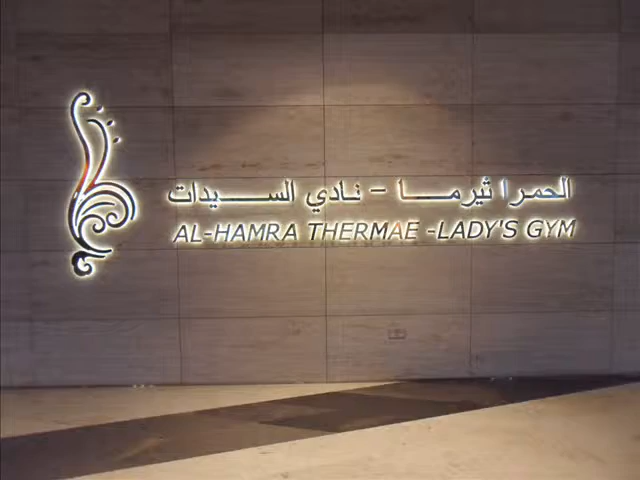 الحمرا ثيرما - نادي السيدات
AL-HAMRA THERMAE -LADY'S GYM